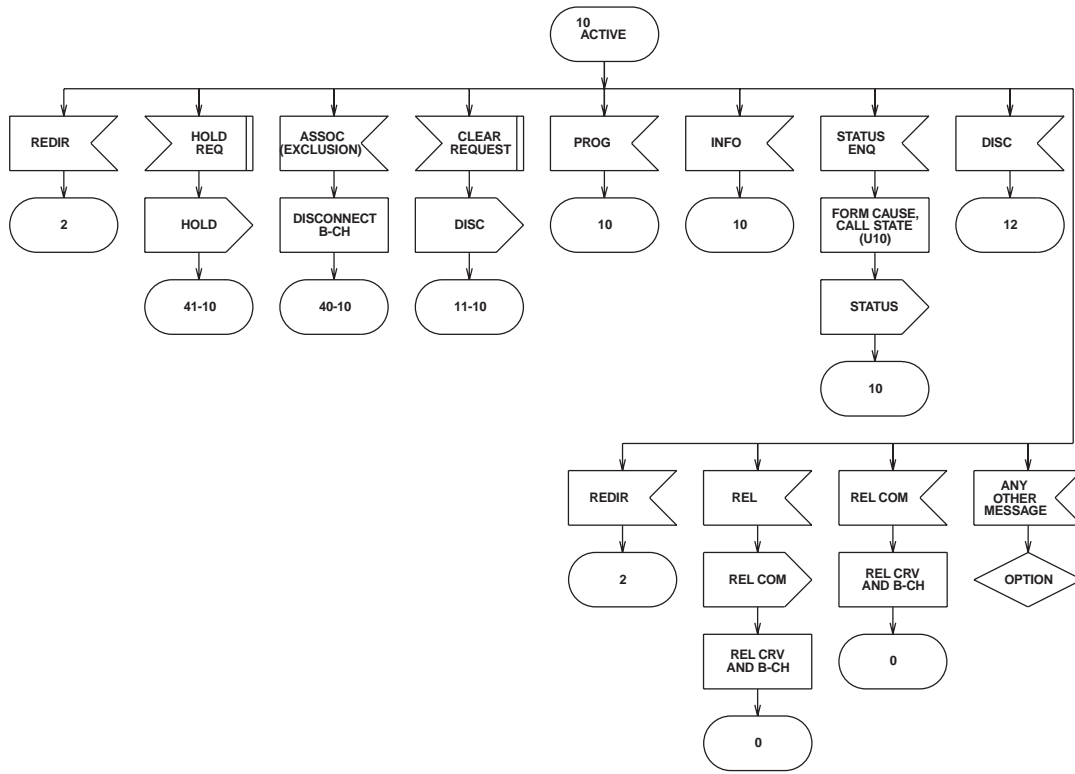 10
ACTIVE
REDIR
HOLD
REQ
ASSOC
(EXCLUSION)
CLEAR
REQUEST
PROG
INFO
STATUS
ENQ
DISC
2
HOLD
DISCONNECT
B-CH
DISC
10
10
FORM CAUSE,
CALL STATE
(U10)
12
41-10
40-10
11-10
STATUS
10
REDIR
REL
REL COM
ANY
OTHER
MESSAGE
2
REL COM
REL CRV
AND B-CH
OPTION
REL CRV
AND B-CH
0
0